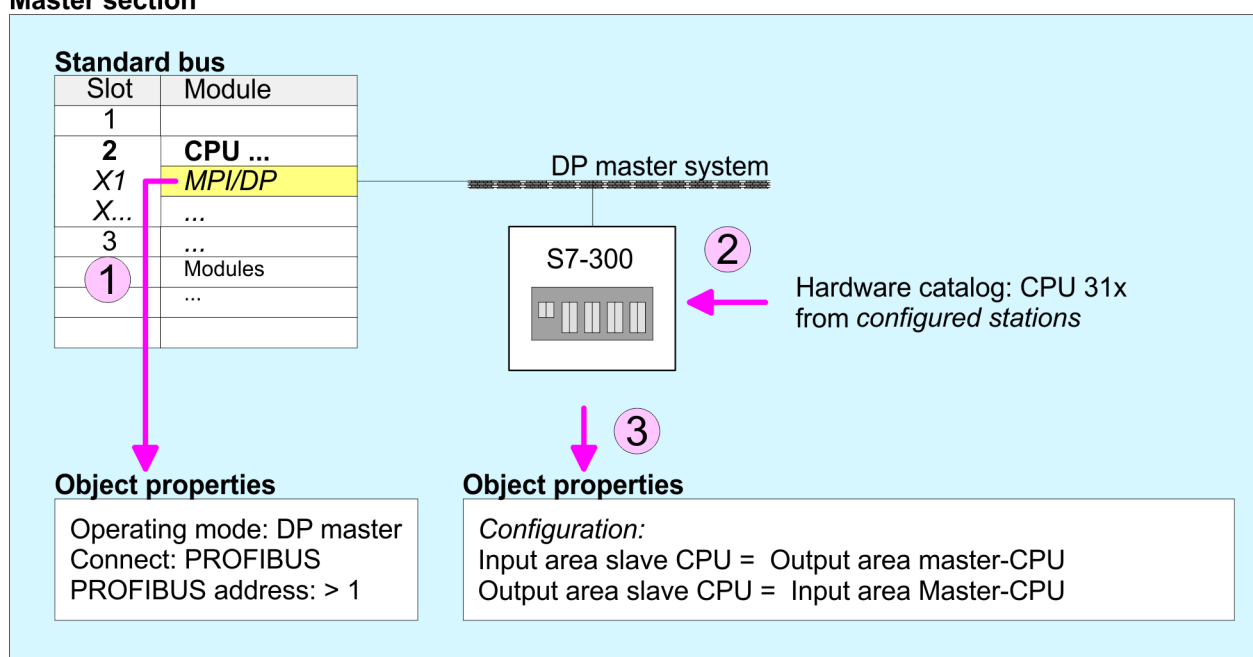 Master section
Standard bus
Slot Module
1
2 CPU ...
X1 MPI/DP
X... ...
3 ...
Modules
...
DP master system
S7-300
1
2
Hardware catalog: CPU 31x
from configured stations
3
Object properties
Operating mode: DP master
Connect: PROFIBUS
PROFIBUS address: > 1
Object properties
Configuration:
Input area slave CPU = Output area master-CPU
Output area slave CPU = Input area Master-CPU